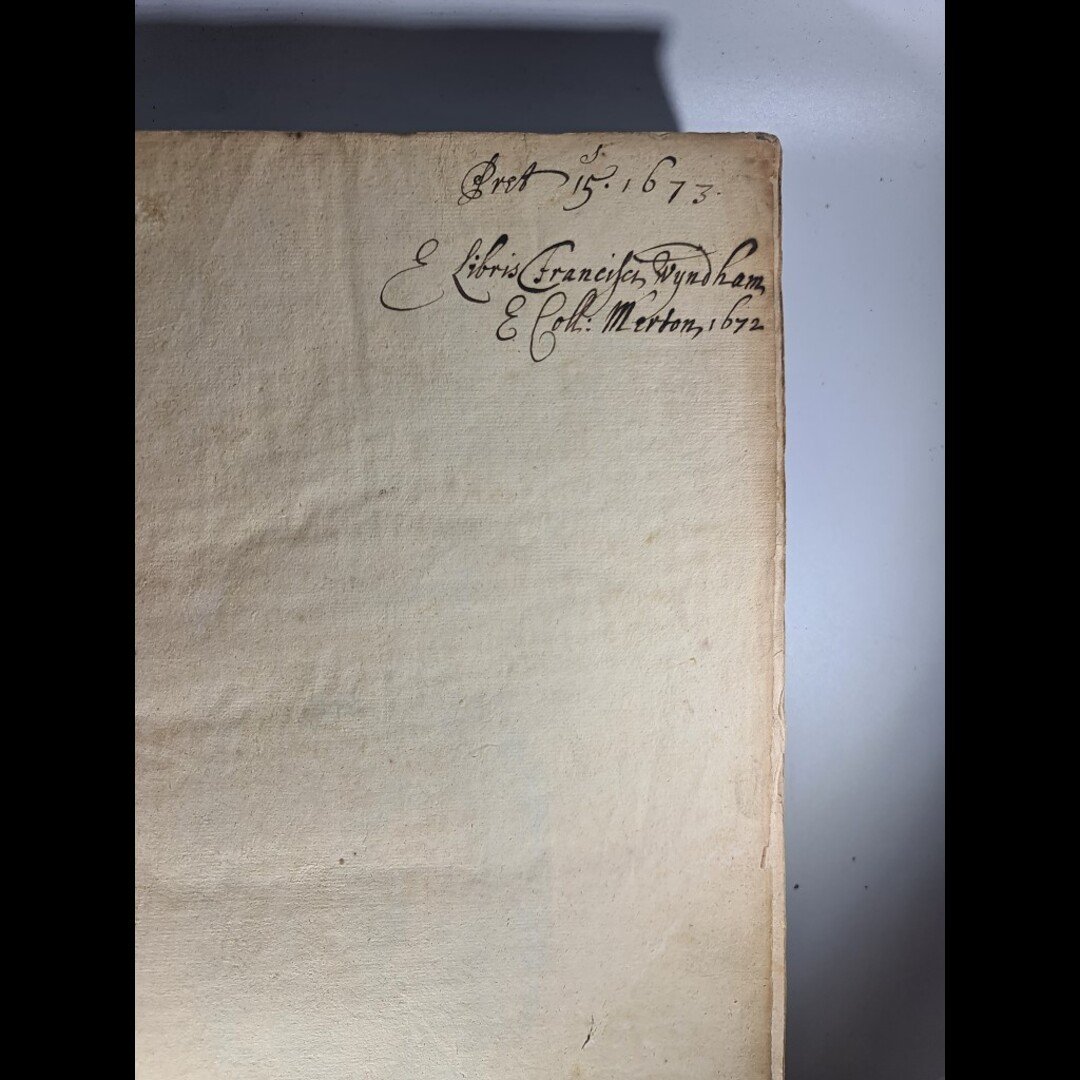 Pret 15ˢ. 1673.
E Libris Francisci Wyndham
E Coll: Merton, 1672